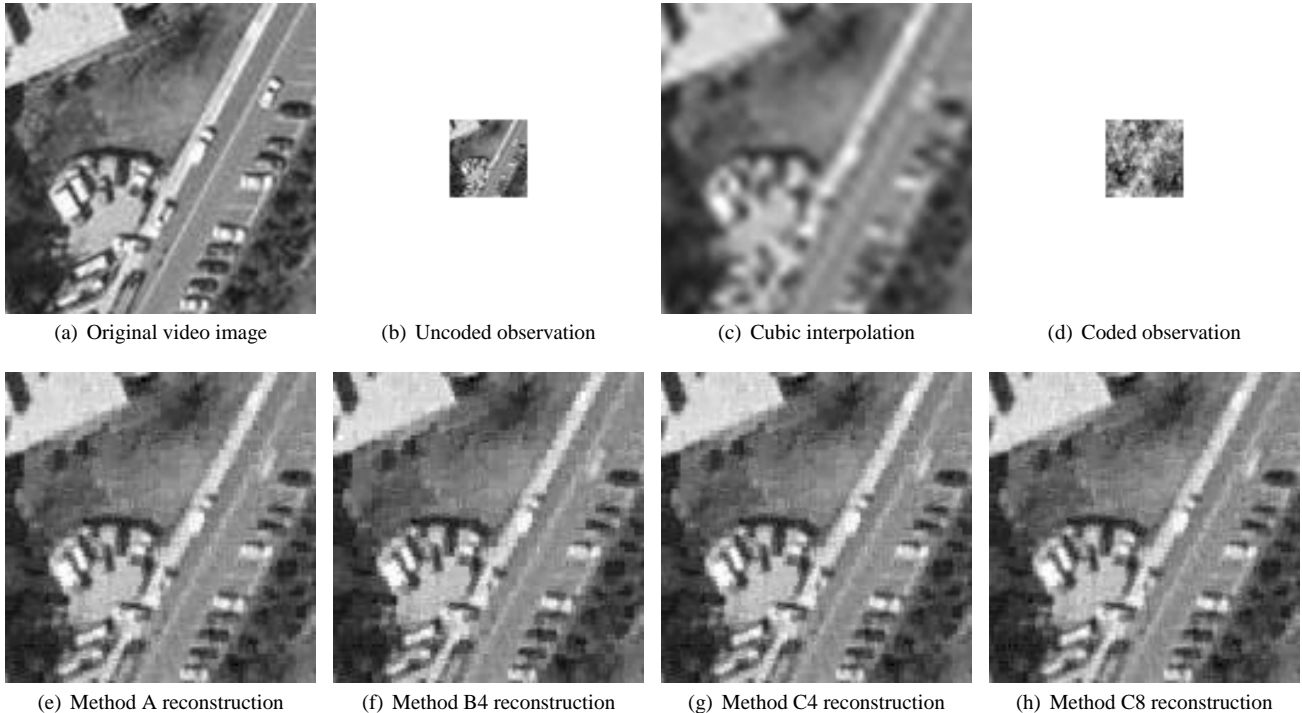 (a) Original video image
(b) Uncoded observation
(c) Cubic interpolation
(d) Coded observation
(e) Method A reconstruction
(f) Method B4 reconstruction
(g) Method C4 reconstruction
(h) Method C8 reconstruction